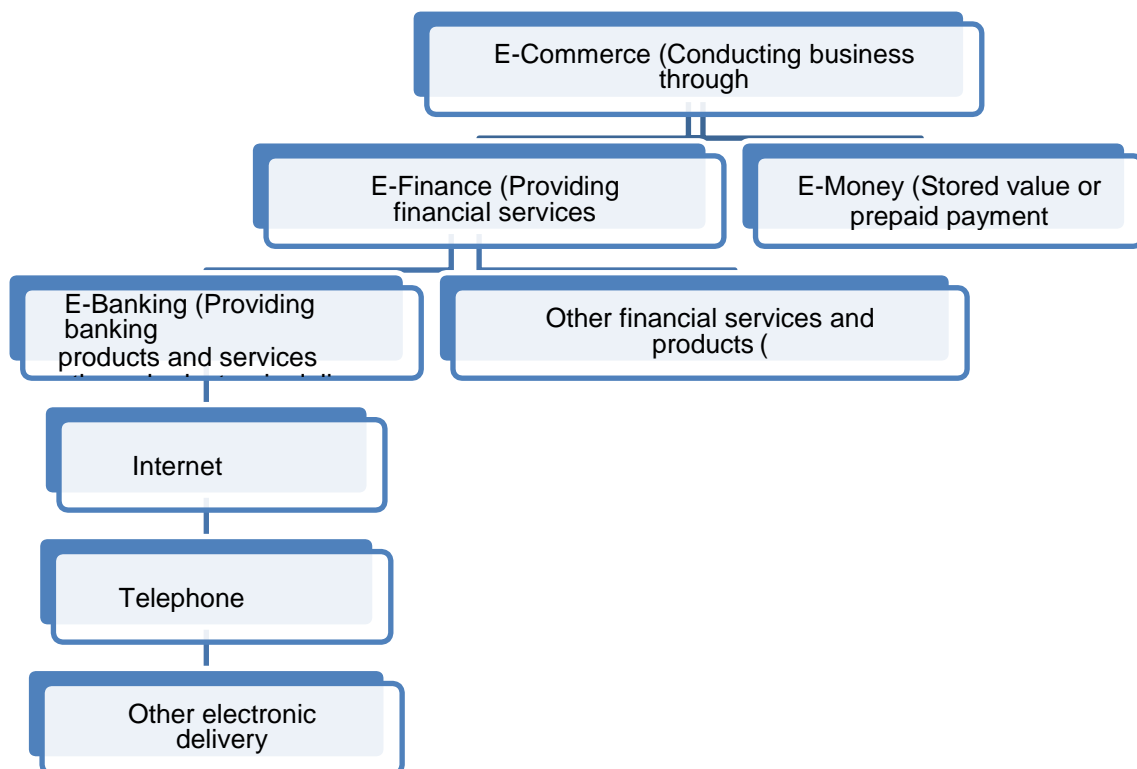 E-Commerce (Conducting business
through
E-Finance (Providing
financial services
E-Money (Stored value or
prepaid payment
E-Banking (Providing
banking
products and services
Other financial services and
products (
Internet
Telephone
Other electronic
delivery